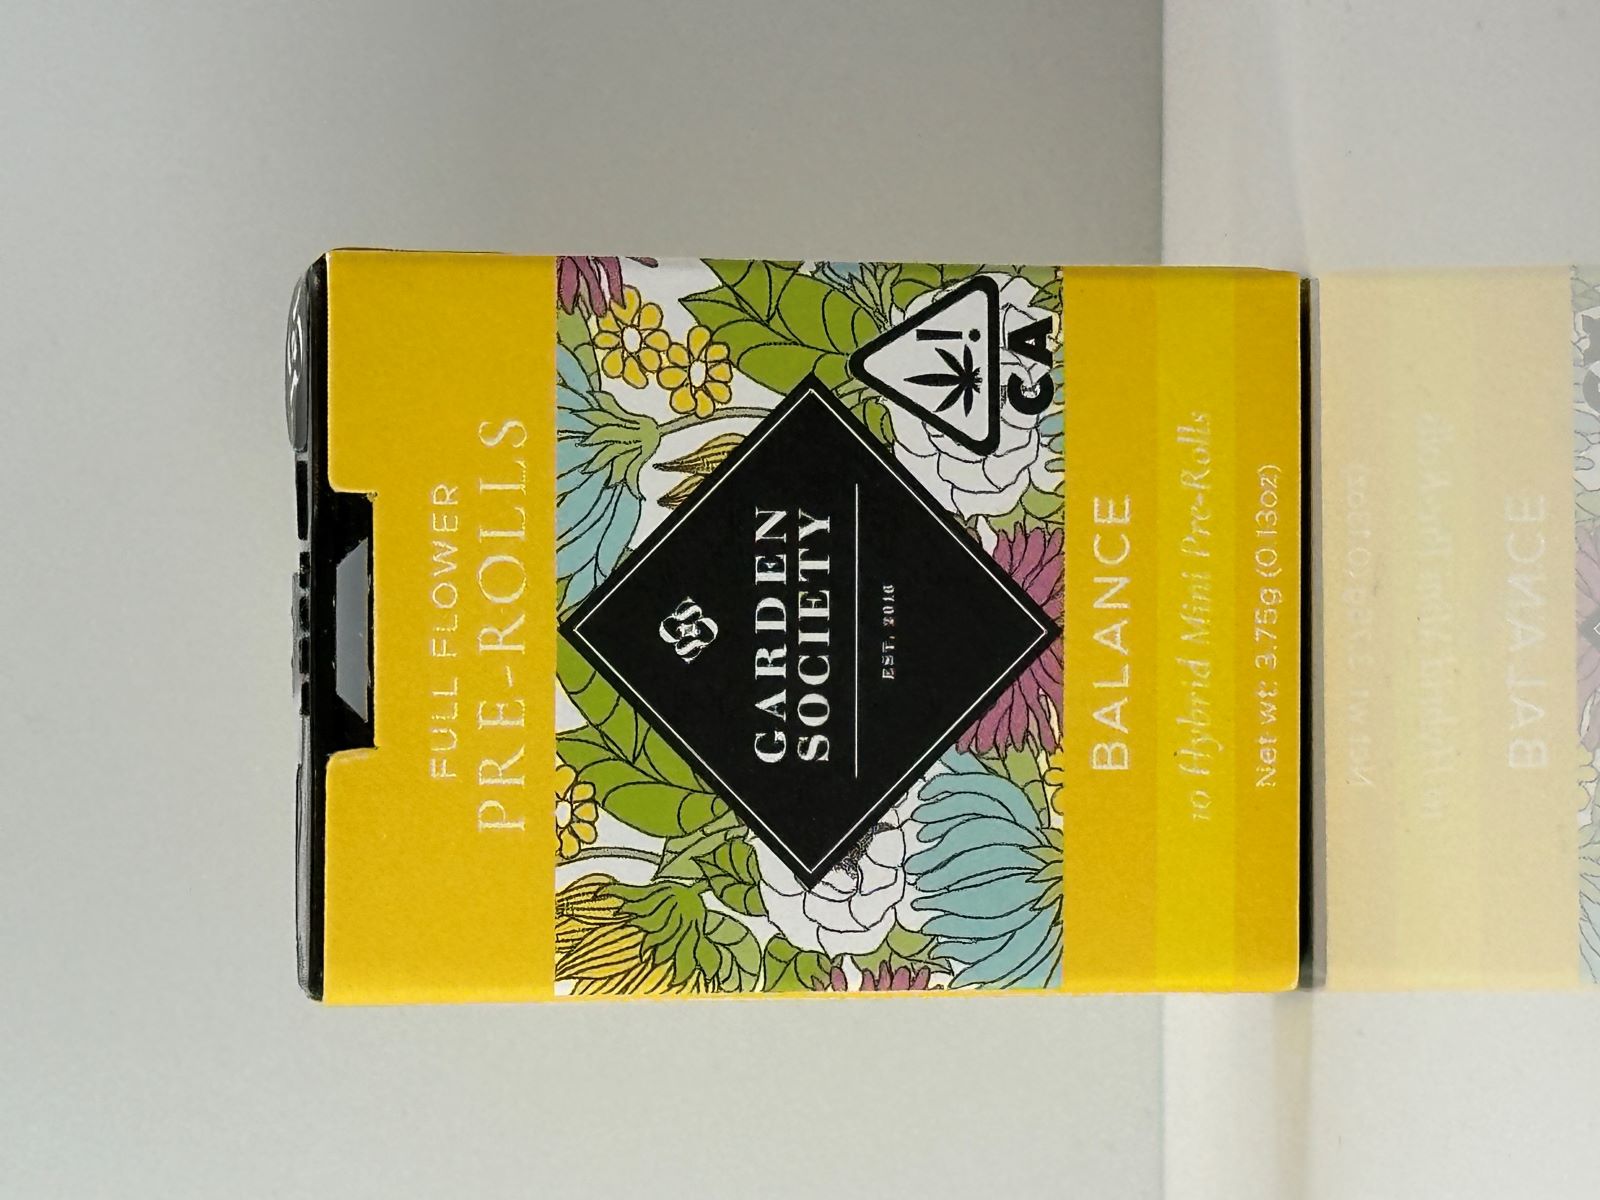 FULL FLOWER
PRE-ROLLS
GARDEN
SOCIETY
EST. 2016
!
CA
BALANCE
10 Hybrid Mini Pre-Rolls
Net wt: 3.75g (0.13oz)